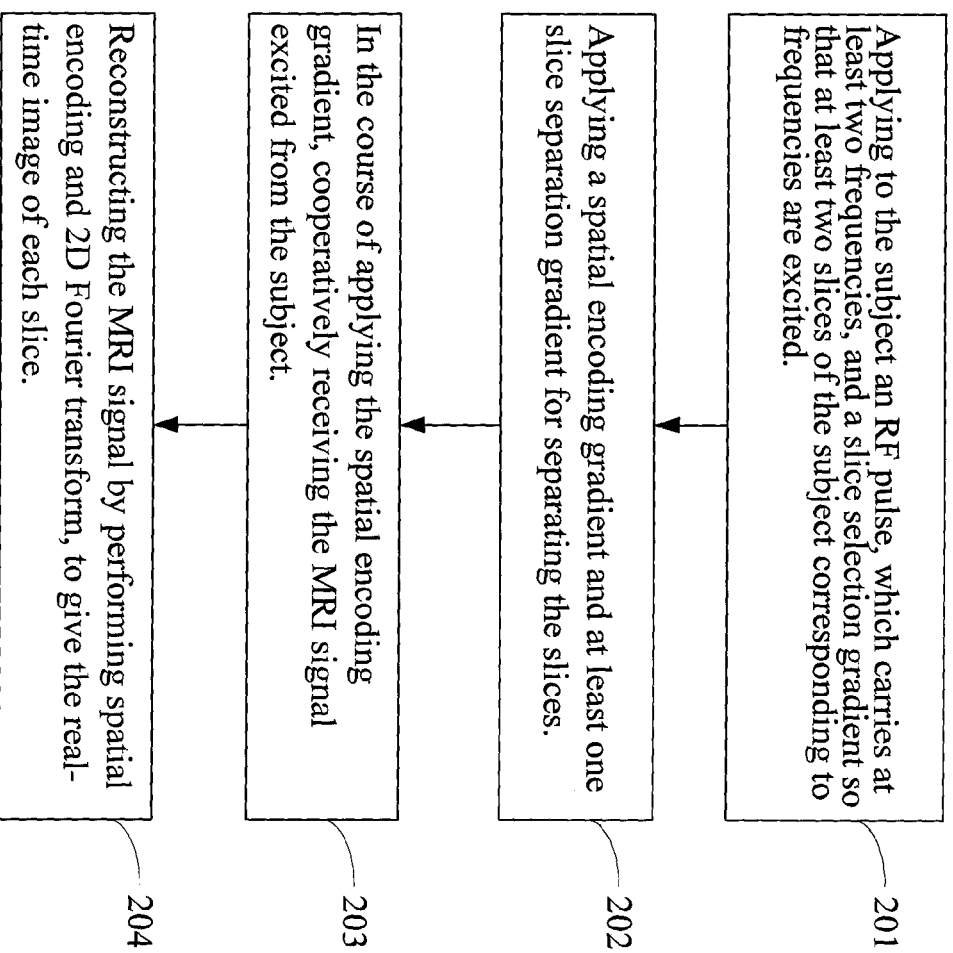 Applying to the subject an RF pulse, which carries at
least two frequencies, and a slice selection gradient so
that at least two slices of the subject corresponding to
frequencies are excited.
201
Applying a spatial encoding gradient and at least one
slice separation gradient for separating the slices.
202
In the course of applying the spatial encoding
gradient, cooperatively receiving the MRI signal
excited from the subject.
203
Reconstructing the MRI signal by performing spatial
encoding and 2D Fourier transform, to give the real-
time image of each slice.
204